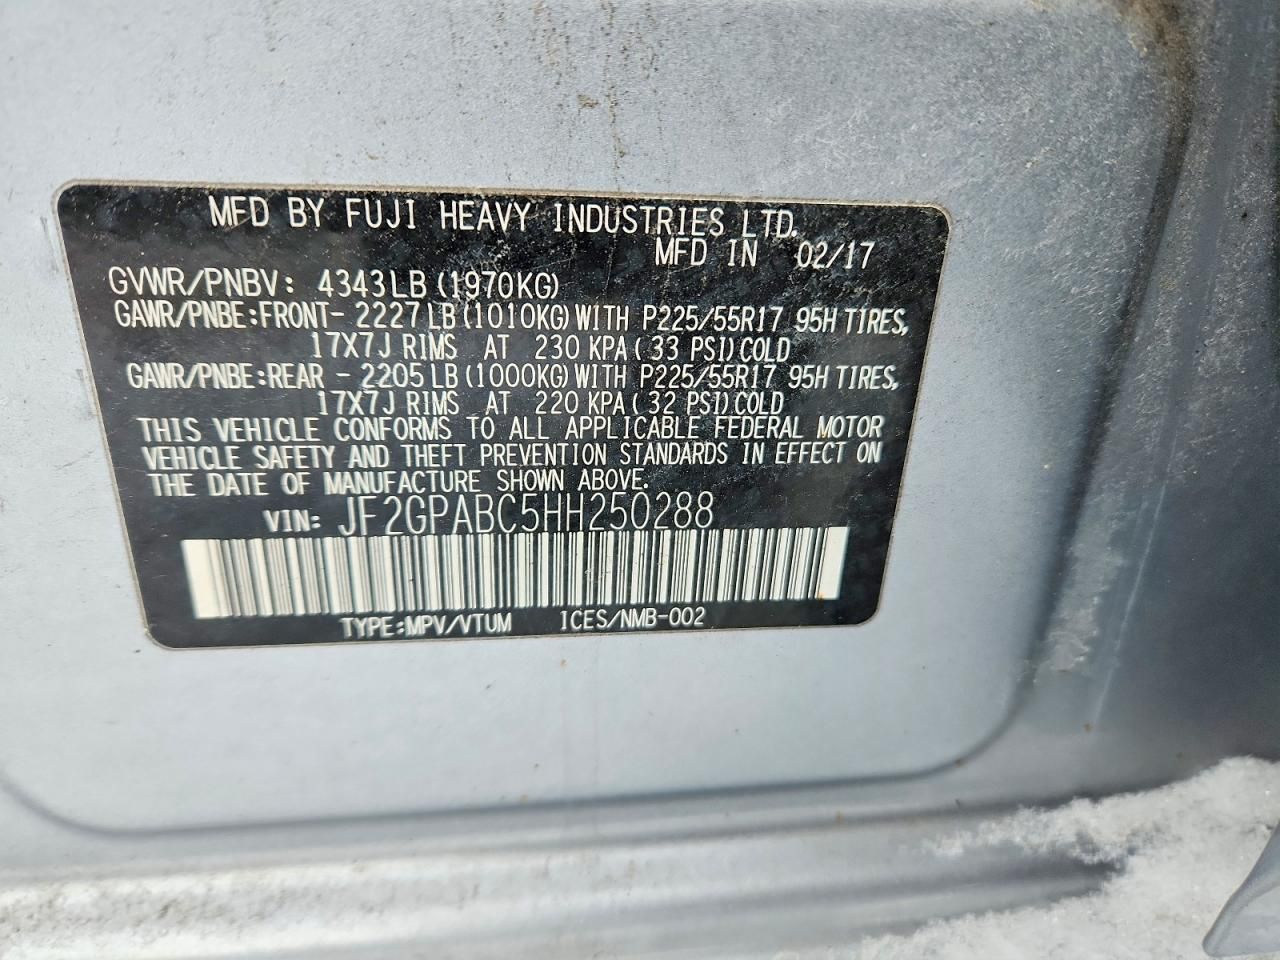 MFD BY FUJI HEAVY INDUSTRIES LTD.
MFD IN 02/17
GVWR/PNBV: 4343LB(1970KG)
GAWR/PNBE:FRONT- 2227LB(1010KG)WITH P225/55R17 95H TIRES,
17X7J RIMS AT 230 KPA(33 PSI)COLD
GAWR/PNBE:REAR - 2205LB(1000KG)WITH P225/55R17 95H TIRES,
17X7J RIMS AT 220 KPA(32 PSI)COLD
THIS VEHICLE CONFORMS TO ALL APPLICABLE FEDERAL MOTOR
VEHICLE SAFETY AND THEFT PREVENTION STANDARDS IN EFFECT ON
THE DATE OF MANUFACTURE SHOWN ABOVE.
VIN: JF2GPABC5HH250288
TYPE:MPV/VTUM ICES/NMB-002